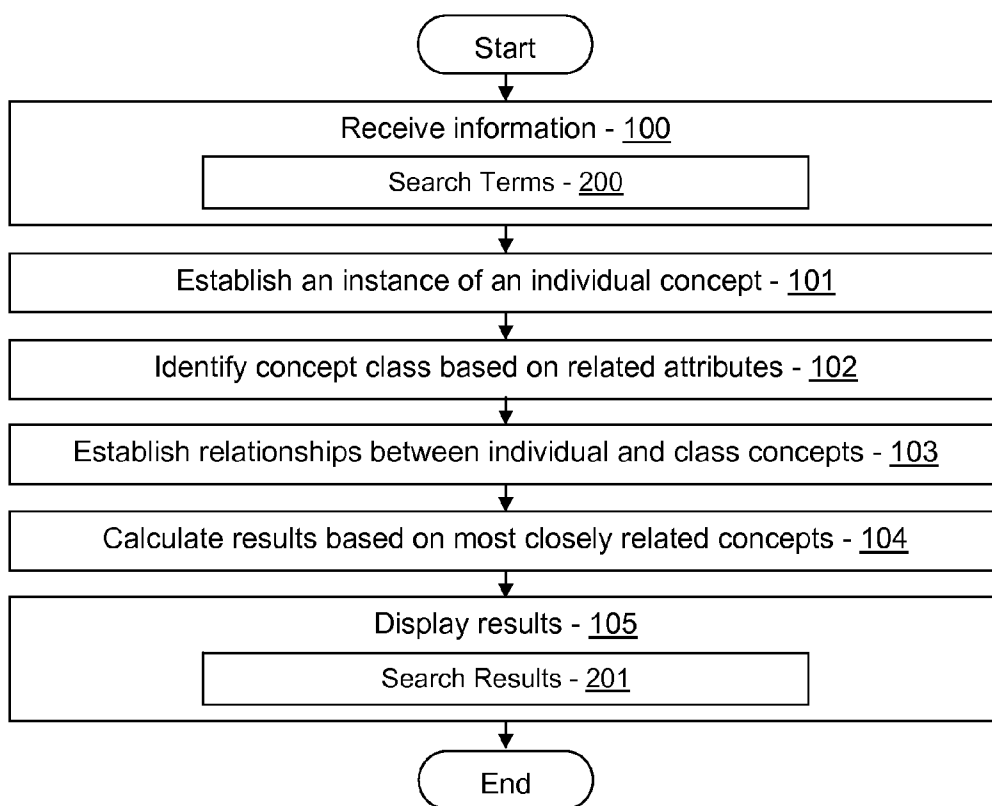 Start
Receive information - 100
Search Terms - 200
Establish an instance of an individual concept - 101
Identify concept class based on related attributes - 102
Establish relationships between individual and class concepts - 103
Calculate results based on most closely related concepts - 104
Display results - 105
Search Results - 201
End